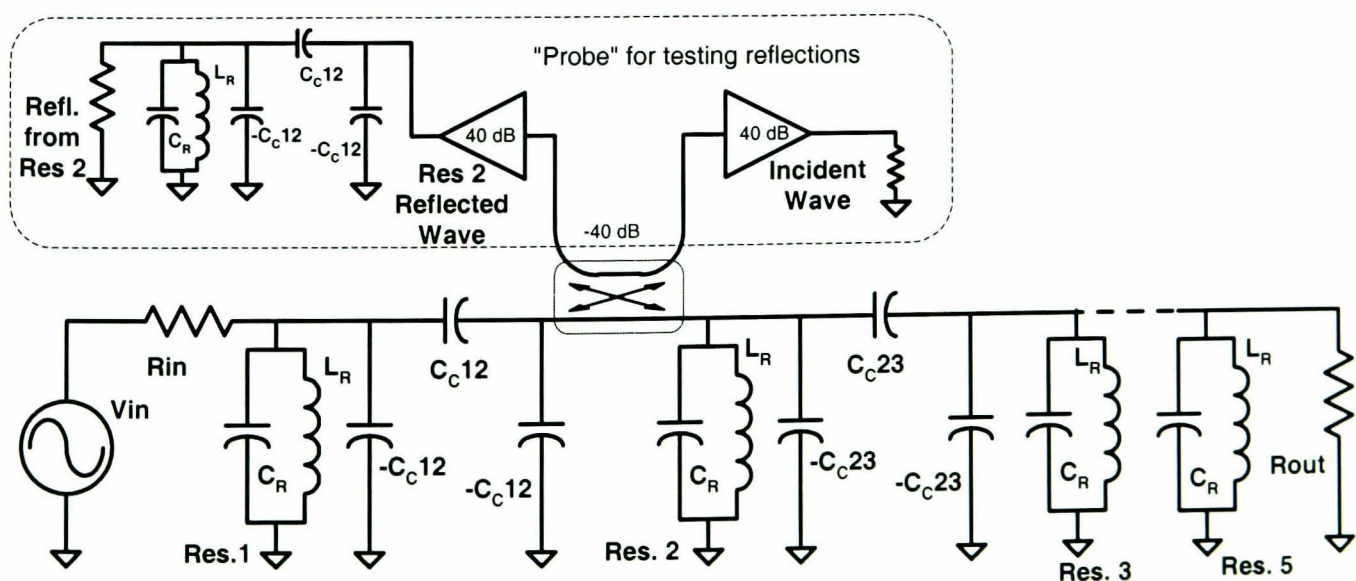 "Probe" for testing reflections
C_C12
L_R
Refl.
from
Res 2
C_R
-C_C12
-C_C12
40 dB
40 dB
Res 2
Reflected
Wave
Incident
Wave
-40 dB
Rin
Vin
L_R
C_C12
C_R
-C_C12
-C_C12
Res.1
L_R
C_C23
C_R
-C_C23
-C_C23
Res. 2
L_R
C_R
Res. 3
L_R
C_R
Rout
Res. 5